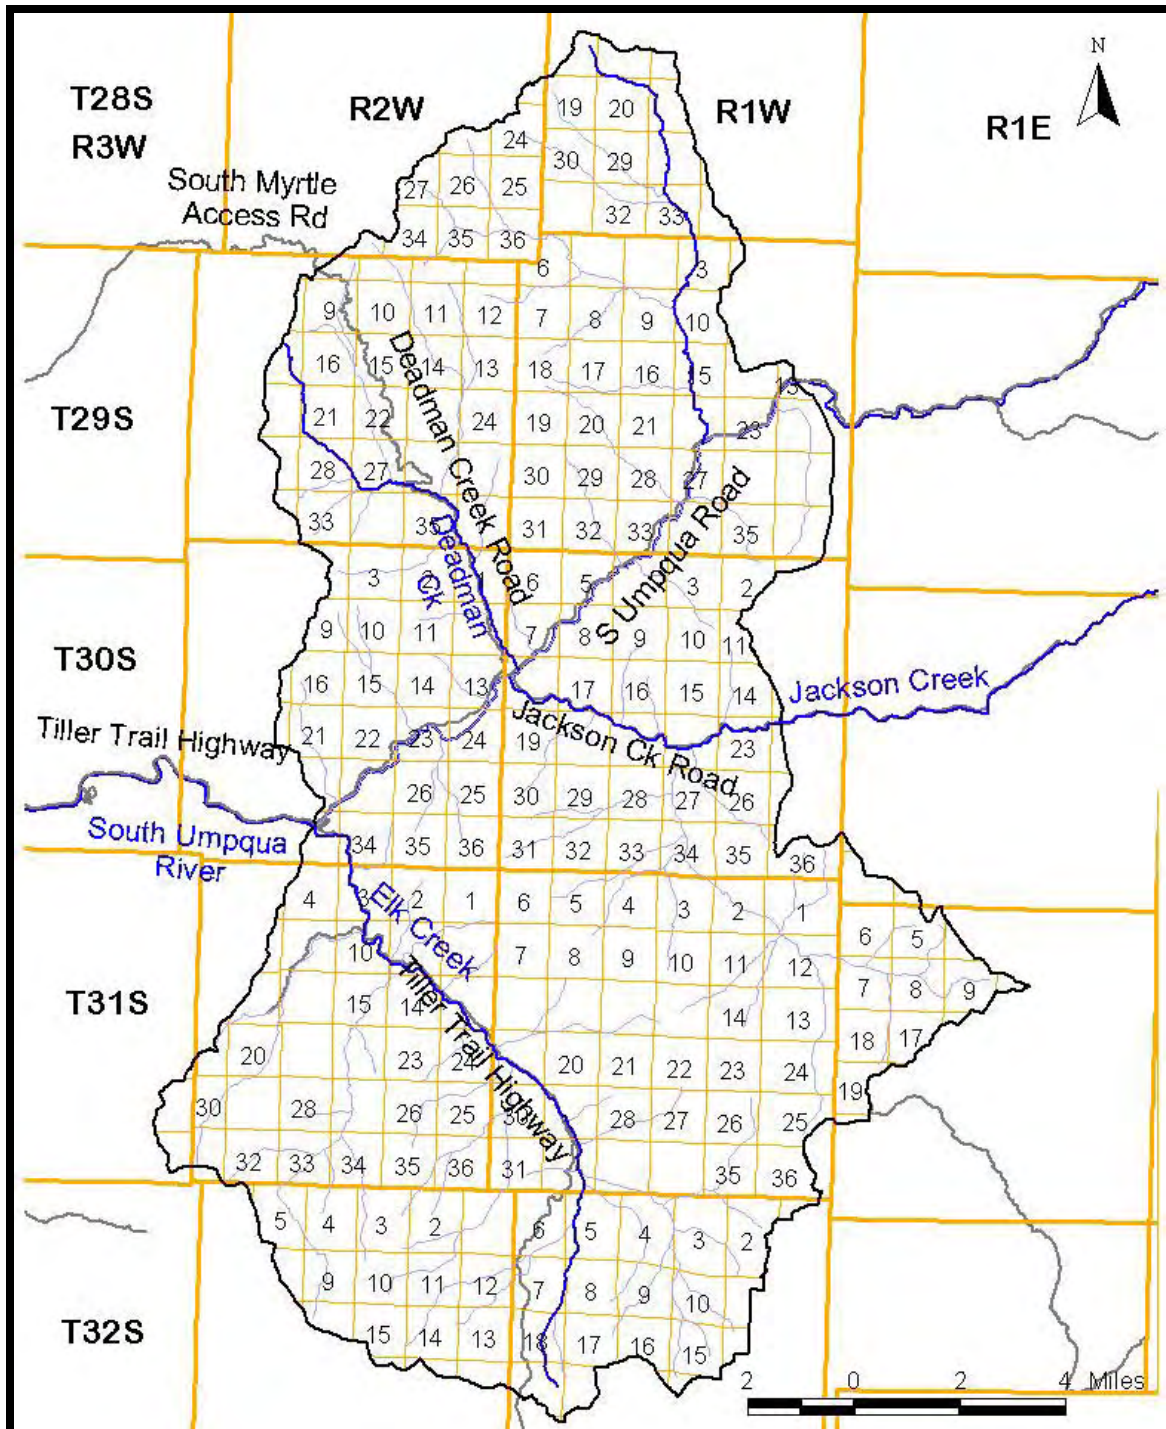 N
T28S
R3W
R2W
R1W
R1E
South Myrtle
Access Rd
19 20
24
30 29
27 26 25
32 33
34 35 36
6 3
9 10 11 12 7 8 9 10
Deadman Creek Road
16 15 14 13 18 17 16 15
13
T29S
21 22 24 19 20 21 23
28 27 30 29 28 27
33 35 31 32 33 35
S Umpqua Road
Deadman
Ck
3 2 1 6 5 3 2
9 10 11 7 8 9 10 11
T30S
16 15 14 13 17 16 15 14
Jackson Creek
Jackson Ck Road
Tiller Trail Highway
21 22 23 24 19 23
26 25 30 29 28 27 26
South Umpqua
River
34 35 36 31 32 33 34 35 36
4 3 2 1 6 5 4 3 2 1
Elk Creek
6 5
10 7 8 9 10 11 12
7 8 9
Tiller Trail Highway
T31S
15 14 14 13
18 17
20 23 24 20 21 22 23 24
19
30 28 26 25 30 28 27 26 25
32 33 34 35 36 31 35 36
5 4 3 2 6 5 4 3 2
9 10 11 12 7 8 9 10
T32S
15 14 13 18 17 16 15
2 0 2 4 Miles